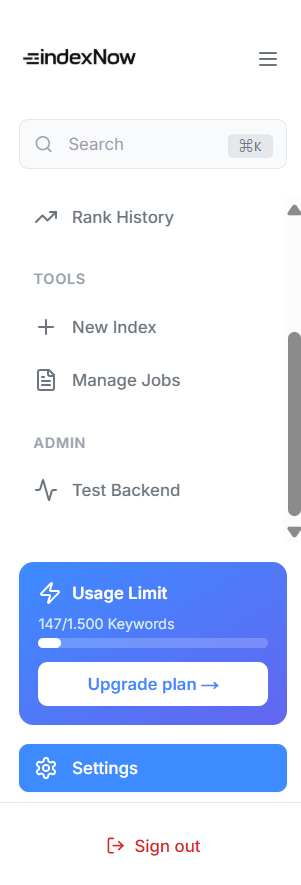 indexNow
Search ⌘K
Rank History
TOOLS
New Index
Manage Jobs
ADMIN
Test Backend
Usage Limit
147/1.500 Keywords
Upgrade plan →
Settings
Sign out